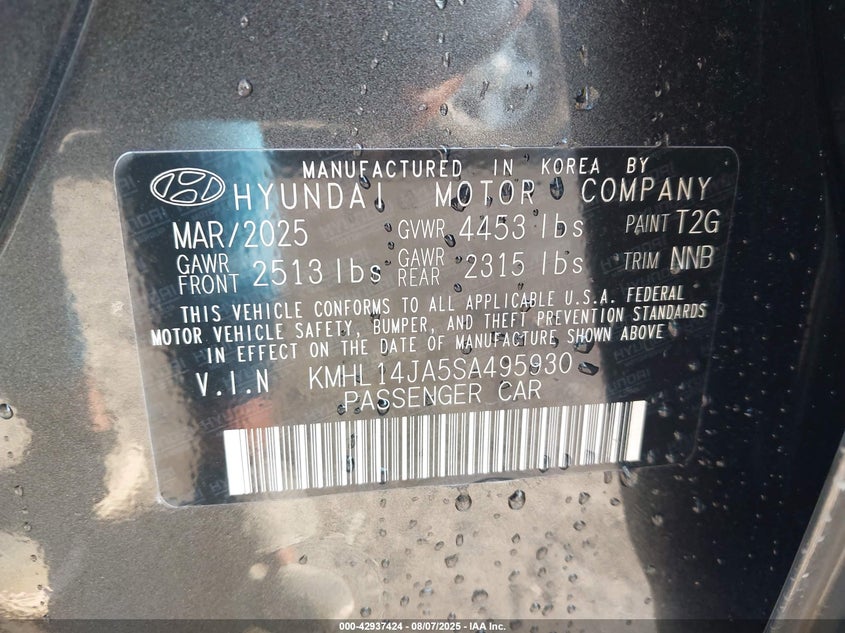 MANUFACTURED IN KOREA BY
HYUNDAI MOTOR COMPANY
MAR/2025 GVWR 4453 lbs PAINT T2G
GAWR FRONT 2513 lbs GAWR REAR 2315 lbs TRIM NNB
THIS VEHICLE CONFORMS TO ALL APPLICABLE U.S.A. FEDERAL
MOTOR VEHICLE SAFETY, BUMPER, AND THEFT PREVENTION STANDARDS
IN EFFECT ON THE DATE OF MANUFACTURE SHOWN ABOVE
V.I.N KMHL14JA5SA495930
PASSENGER CAR
000-42937424 - 08/07/2025 - © IAA Inc.